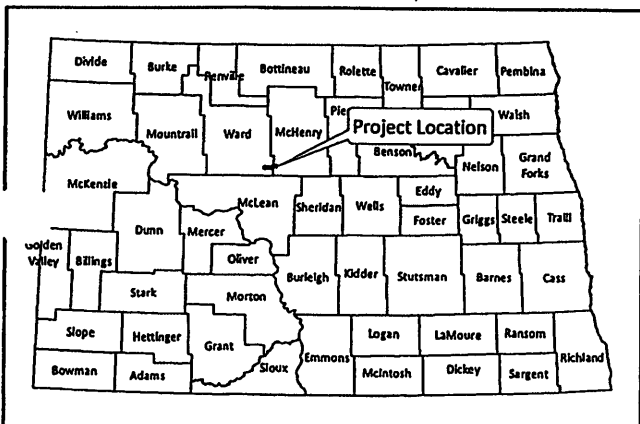 Divide Burke Renville Bottineau Rolette Towner Cavalier Pembina
Williams Mountrail Ward McHenry Pie Walsh
Project Location
Benson Nelson Grand
Forks
McKenzie McLean Sheridan Wells Eddy
Dunn Mercer Foster Griggs Steele Traill
Golden
Valley Billings Oliver Burleigh Kidder Stutsman Barnes Cass
Stark Morton
Slope Hettinger Grant Logan LaMoure Ransom
Emmons Richland
Bowman Adams Sioux McIntosh Dickey Sargent